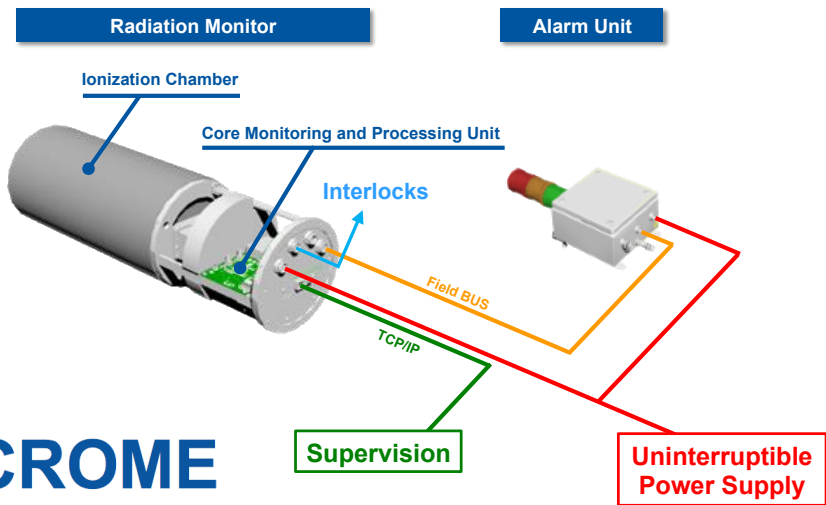 Radiation Monitor
Alarm Unit
Ionization Chamber
Core Monitoring and Processing Unit
Interlocks
Field BUS
TCP/IP
Supervision
Uninterruptible
Power Supply
CROME